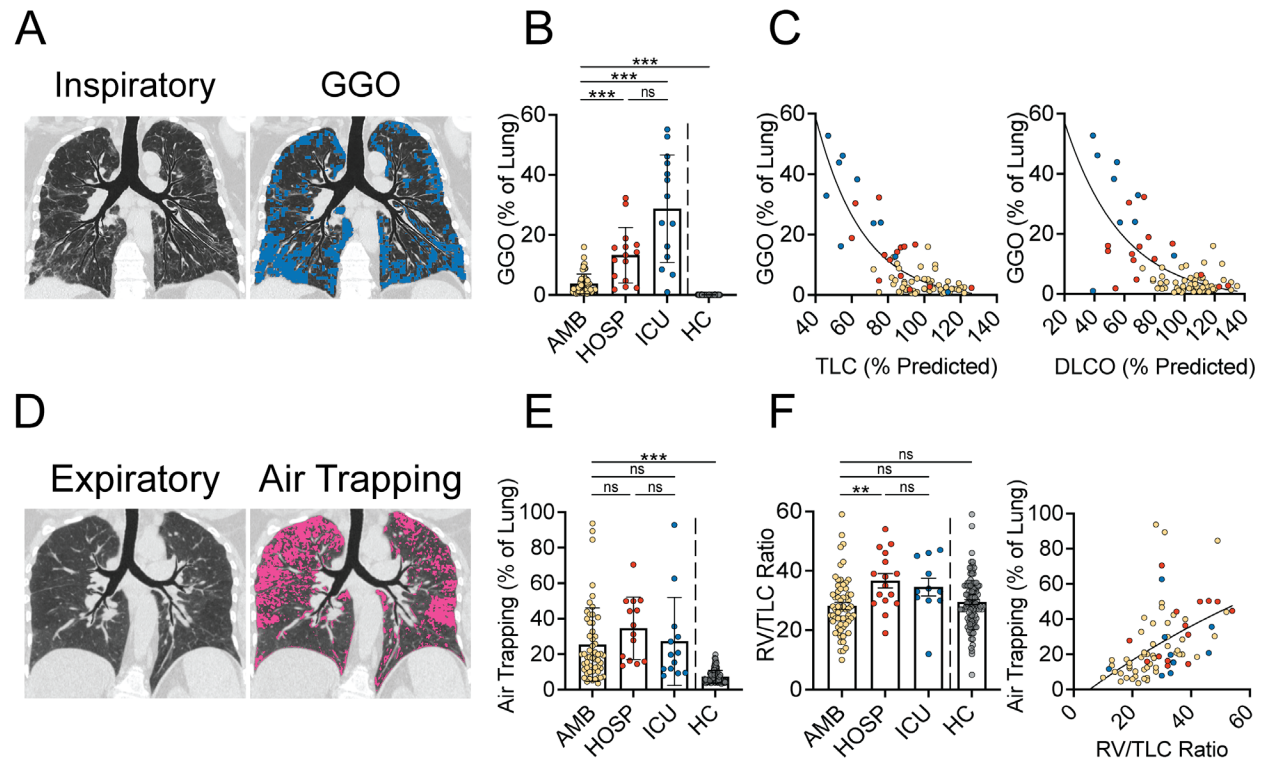 A
Inspiratory
GGO
B
***
***
***
ns
GGO (% of Lung)
60
40
20
0
AMB
HOSP
ICU
HC
C
GGO (% of Lung)
60
40
20
0
40
60
80
100
120
140
TLC (% Predicted)
GGO (% of Lung)
60
40
20
0
20
40
60
80
100
120
140
DLCO (% Predicted)
D
Expiratory
Air Trapping
E
***
ns
ns
ns
Air Trapping (% of Lung)
100
80
60
40
20
0
AMB
HOSP
ICU
HC
F
ns
ns
**
ns
RV/TLC Ratio
60
40
20
0
AMB
HOSP
ICU
HC
Air Trapping (% of Lung)
100
80
60
40
20
0
0
20
40
60
RV/TLC Ratio